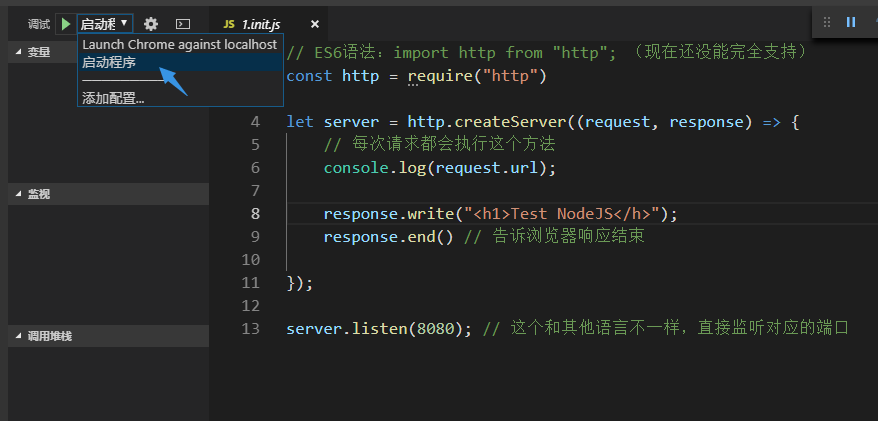 调试 启动程
JS 1.init.js ×
Launch Chrome against localhost
启动程序
添加配置...
变量
监视
调用堆栈
// ES6语法：import http from "http"; （现在还没能完全支持）
const http = require("http")
4 let server = http.createServer((request, response) => {
5 // 每次请求都会执行这个方法
6 console.log(request.url);
7
8 response.write("<h1>Test NodeJS</h>");
9 response.end() // 告诉浏览器响应结束
10
11 });
12
13 server.listen(8080); // 这个和其他语言不一样，直接监听对应的端口